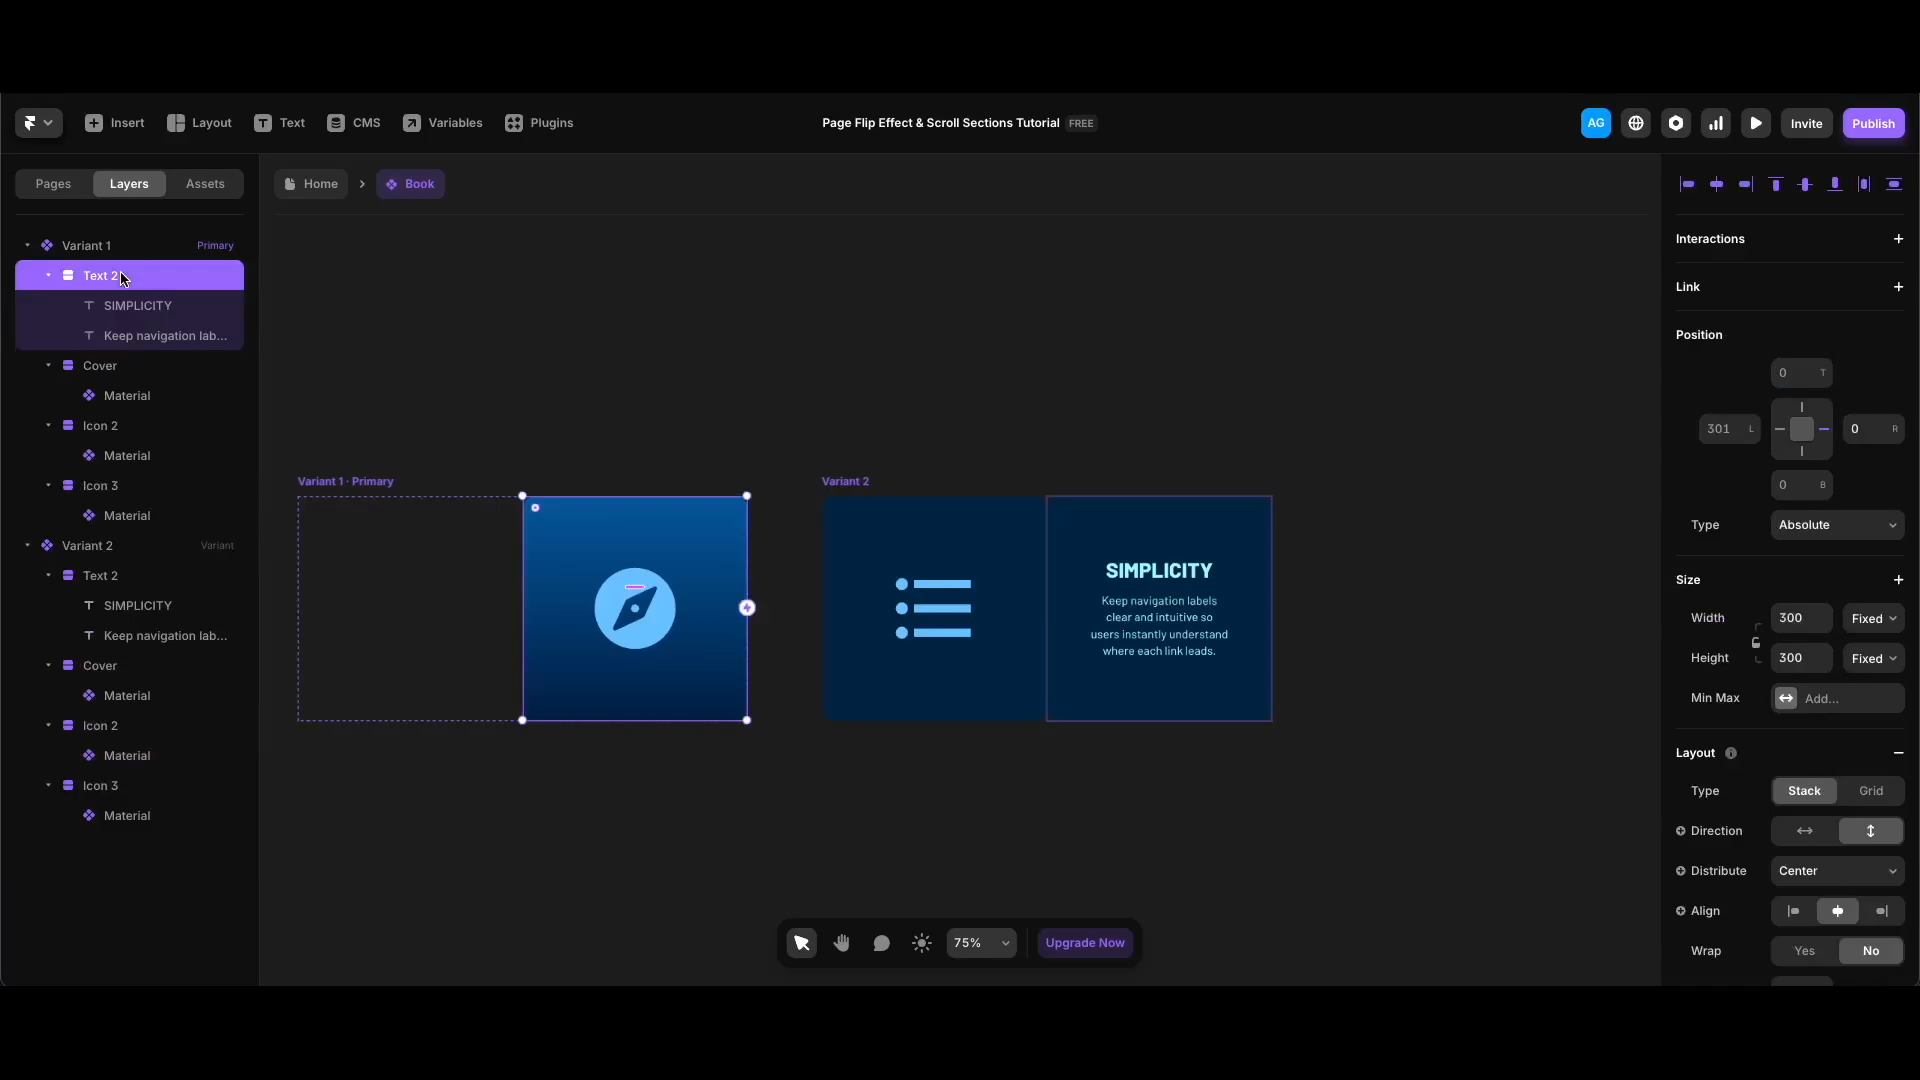 Insert
Layout
Text
CMS
Variables
Plugins
Page Flip Effect & Scroll Sections Tutorial FREE
AG
Invite
Publish
Pages
Layers
Assets
Home
Book
Variant 1 Primary
Text 2
SIMPLICITY
Keep navigation lab...
Cover
Material
Icon 2
Material
Icon 3
Material
Variant 2 Variant
Text 2
SIMPLICITY
Keep navigation lab...
Cover
Material
Icon 2
Material
Icon 3
Material
Variant 1 · Primary
Variant 2
SIMPLICITY
Keep navigation labels
clear and intuitive so
users instantly understand
where each link leads.
75%
Upgrade Now
Interactions
Link
Position
0 T
301 L
0 R
0 B
Type Absolute
Size
Width 300 Fixed
Height 300 Fixed
Min Max Add...
Layout
Type Stack Grid
Direction
Distribute Center
Align
Wrap Yes No